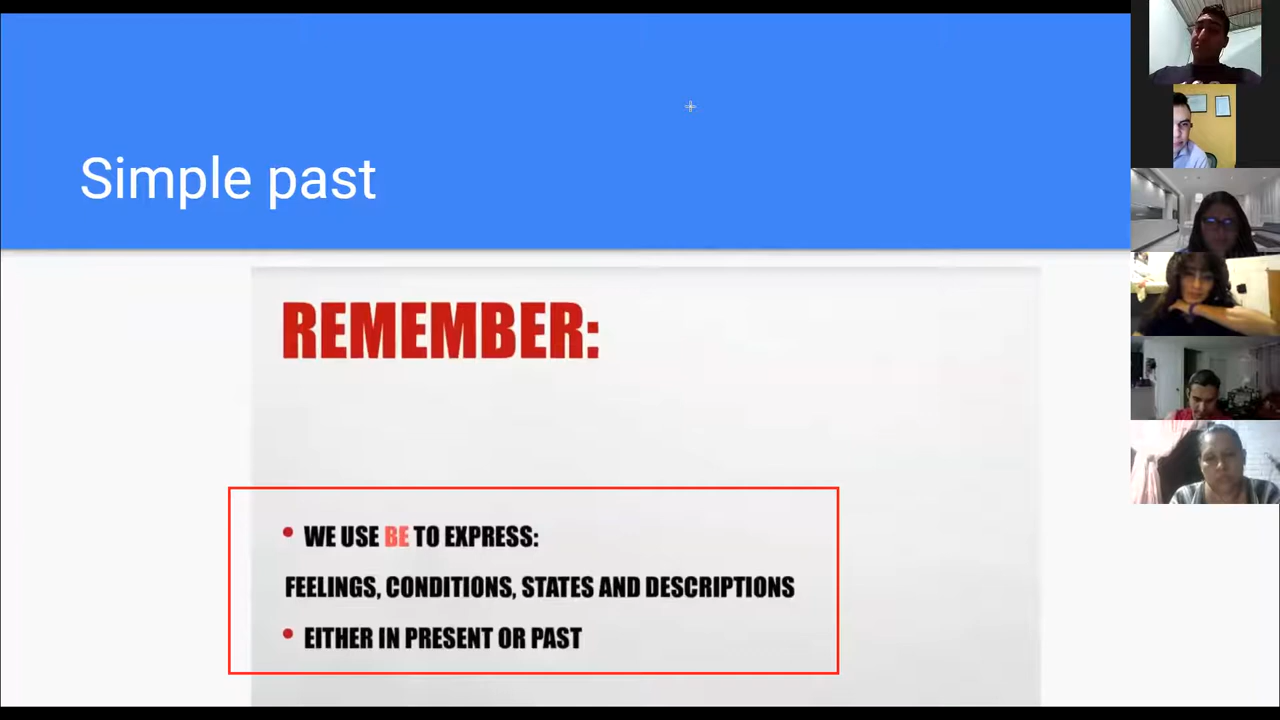 Simple past
REMEMBER:
• WE USE BE TO EXPRESS:
FEELINGS, CONDITIONS, STATES AND DESCRIPTIONS
• EITHER IN PRESENT OR PAST